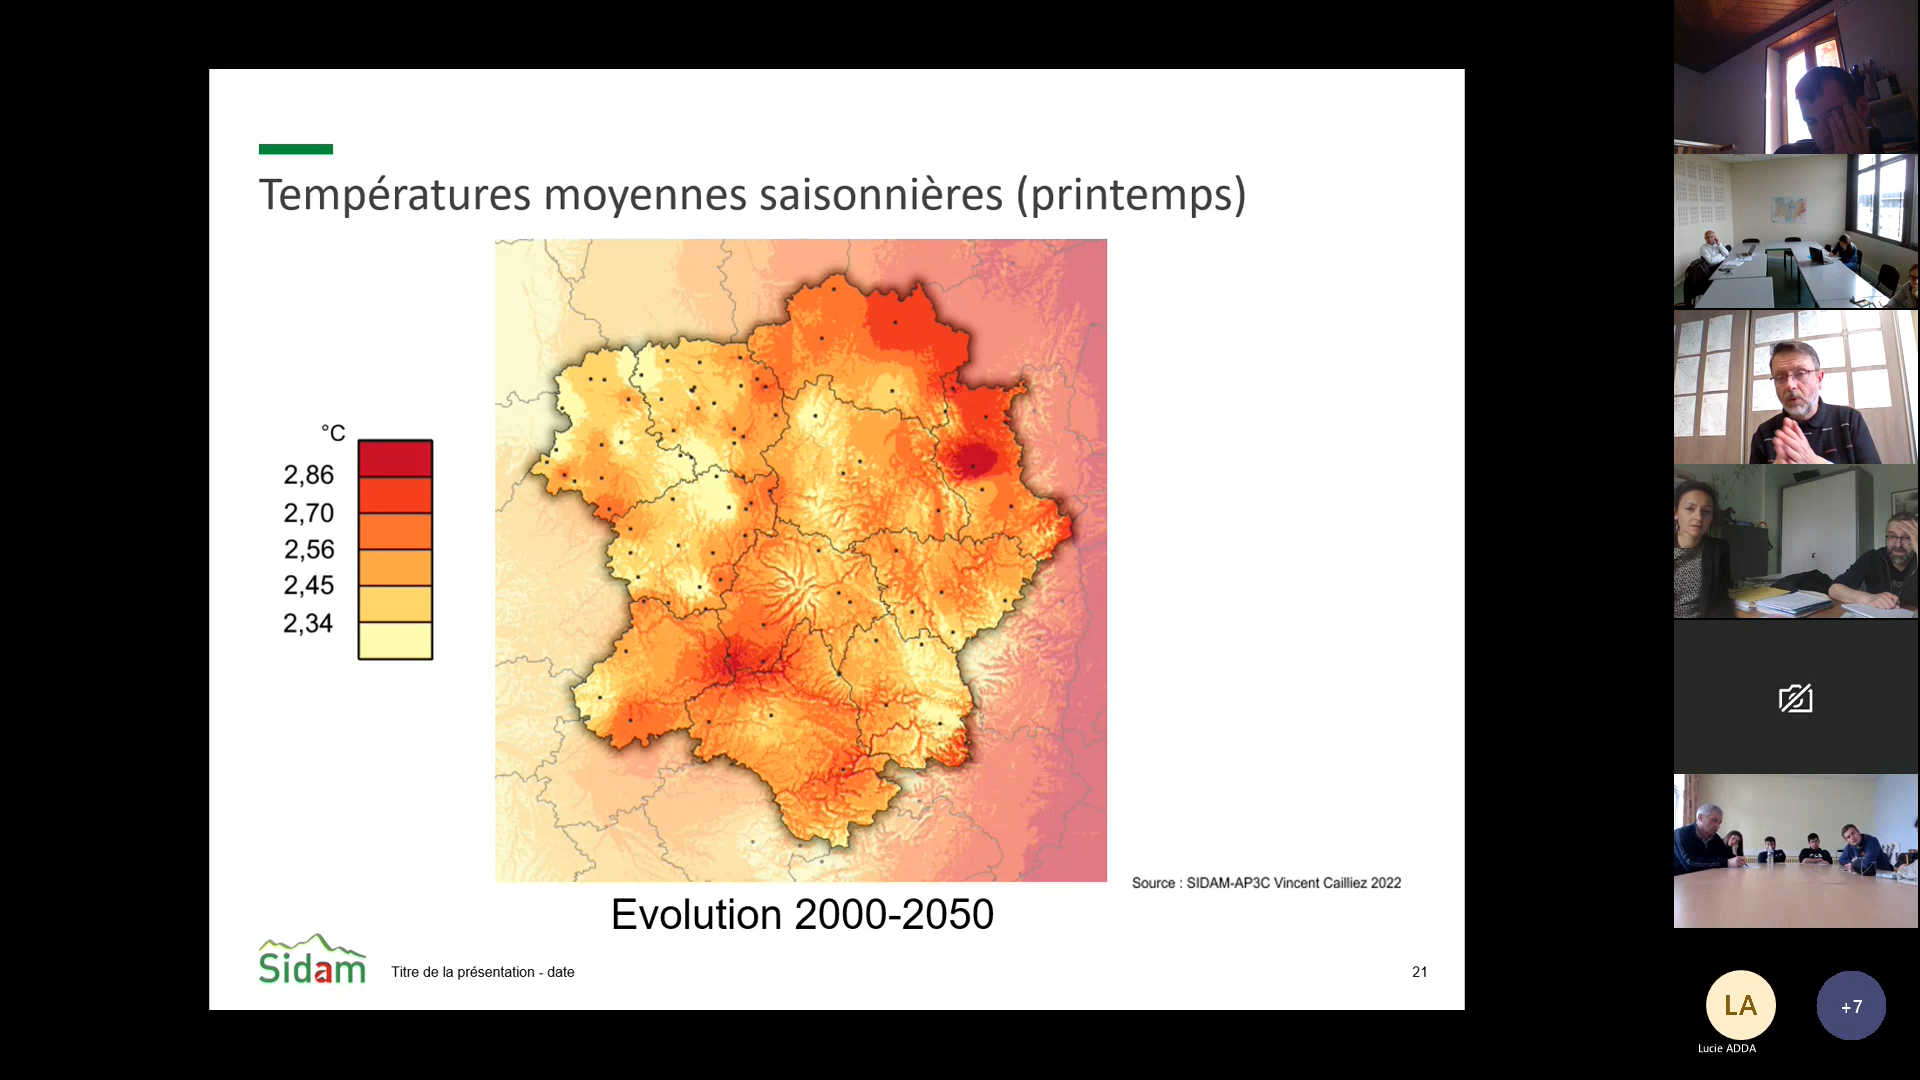 Températures moyennes saisonnières (printemps)
°C
2,86
2,70
2,56
2,45
2,34
Source : SIDAM-AP3C Vincent Cailliez 2022
Evolution 2000-2050
Sidam
Titre de la présentation - date
21
LA
+7
Lucie ADDA